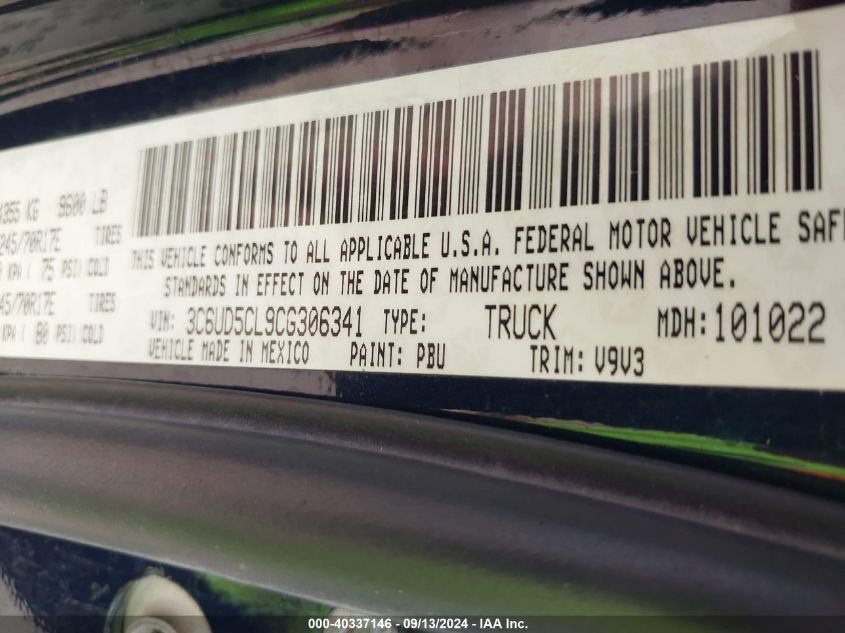 4355 KG 9600 LB
245/70R17E TIRES
KPA ( 75 PSI) COLD
245/70R17E TIRES
KPA ( 80 PSI) COLD
THIS VEHICLE CONFORMS TO ALL APPLICABLE U.S.A. FEDERAL MOTOR VEHICLE SAF
STANDARDS IN EFFECT ON THE DATE OF MANUFACTURE SHOWN ABOVE.
VIN: 3C6UD5CL9CG306341 TYPE: TRUCK MDH: 101022
VEHICLE MADE IN MEXICO PAINT: PBU TRIM: V9V3
000-40337146 - 09/13/2024 - IAA Inc.